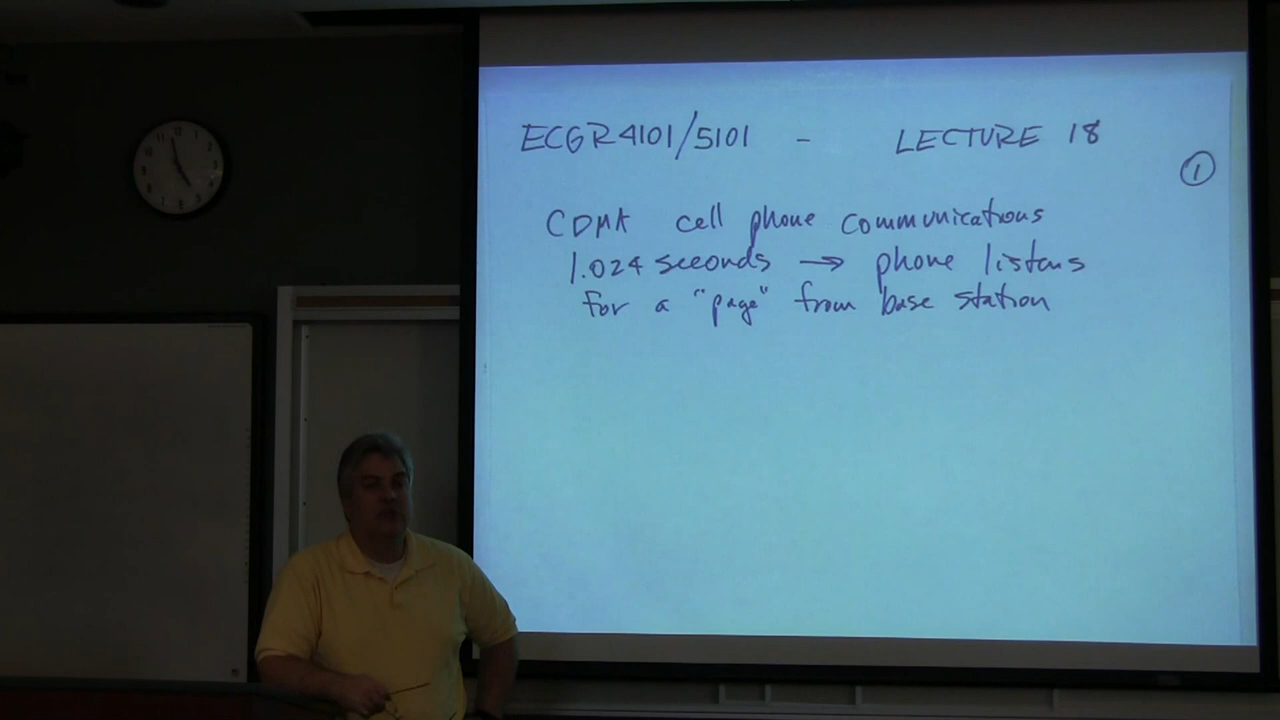 ECGR4101/5101 - LECTURE 18
1
CDMA cell phone communications
1.024 seconds → phone listens
for a "page" from base station